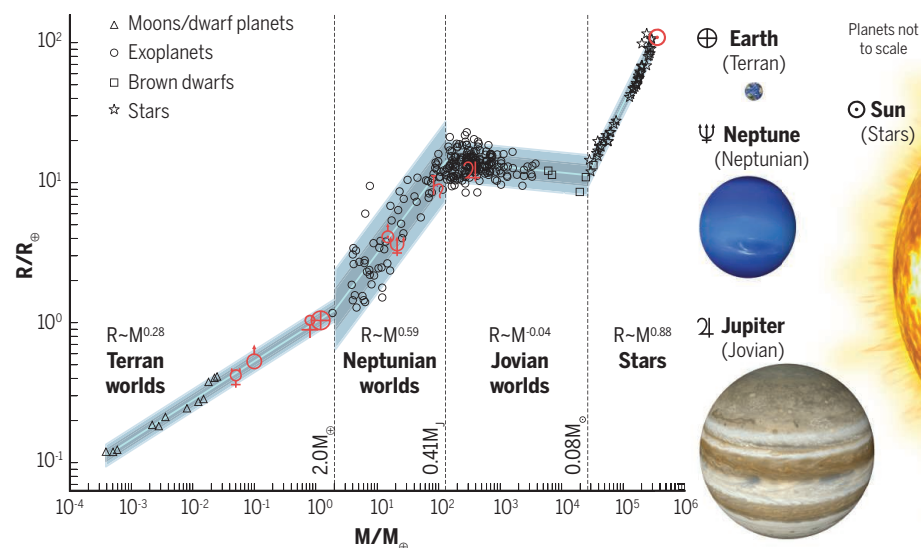 △ Moons/dwarf planets
○ Exoplanets
□ Brown dwarfs
☆ Stars
R/R⊕
10²
10¹
10⁰
10⁻¹
R~M⁰·²⁸
Terran
worlds
R~M⁰·⁵⁹
Neptunian
worlds
R~M⁻⁰·⁰⁴
Jovian
worlds
R~M⁰·⁸⁸
Stars
2.0M⊕
0.41M_J
0.08M☉
10⁻⁴ 10⁻³ 10⁻² 10⁻¹ 10⁰ 10¹ 10² 10³ 10⁴ 10⁵ 10⁶
M/M⊕
⊕ Earth
(Terran)
♆ Neptune
(Neptunian)
♃ Jupiter
(Jovian)
Planets not
to scale
☉ Sun
(Stars)